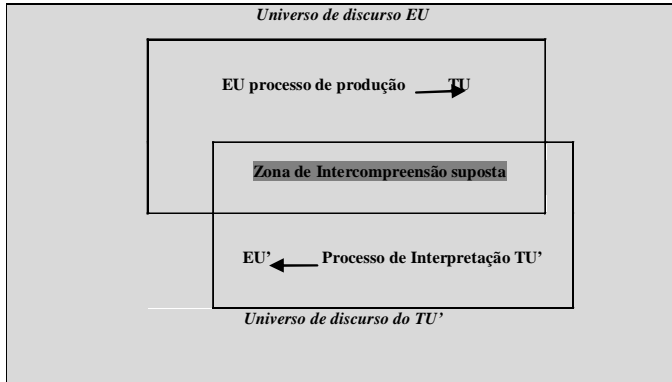 Universo de discurso EU
EU processo de produção TU
Zona de Intercompreensão suposta
EU’ Processo de Interpretação TU’
Universo de discurso do TU’